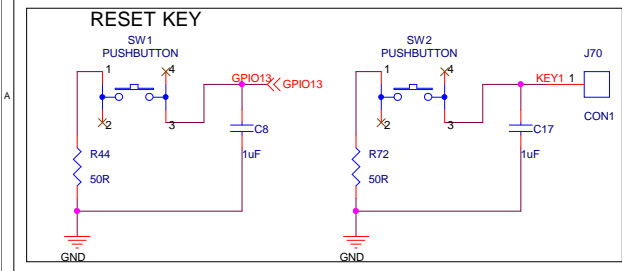 RESET KEY
SW1
PUSHBUTTON
1
4
2
3
GPIO13
GPIO13
C8
1uF
R44
50R
GND
SW2
PUSHBUTTON
1
4
2
3
KEY1
1
J70
CON1
C17
1uF
R72
50R
GND
A